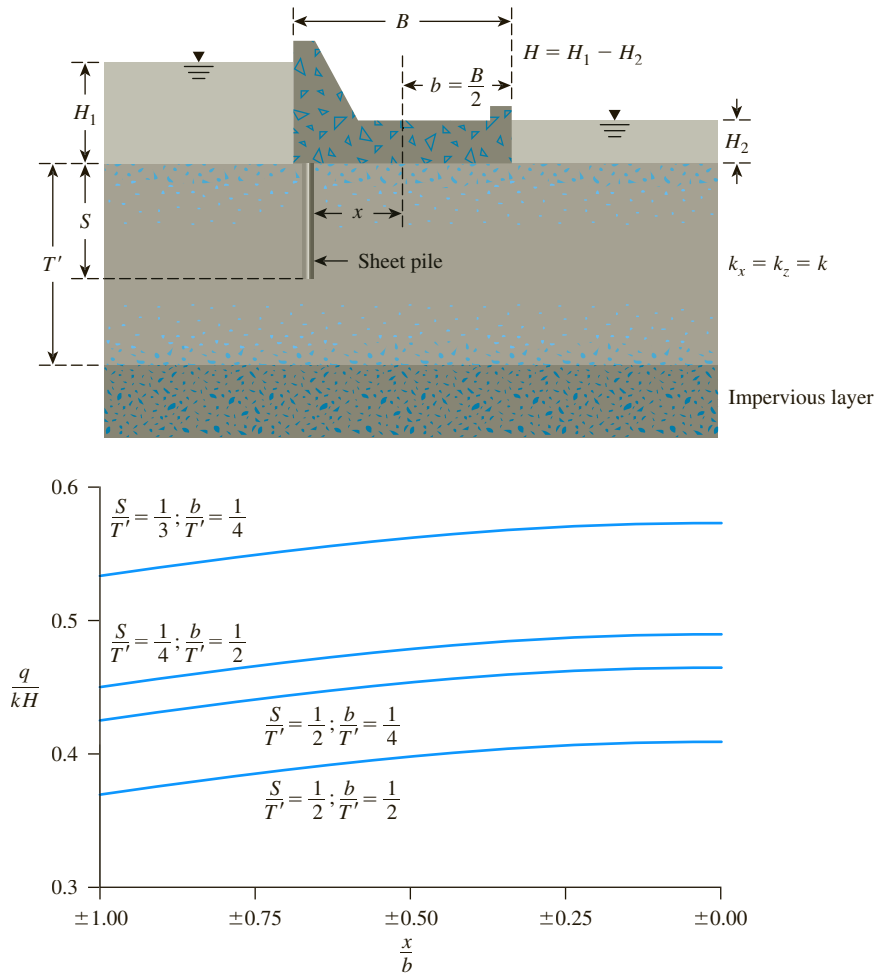 B
H = H₁ − H₂
b = B/2
H₁
H₂
S
x
T′
Sheet pile
kₓ = k_z = k
Impervious layer
0.6
S/T′ = 1/3; b/T′ = 1/4
0.5
S/T′ = 1/4; b/T′ = 1/2
q/kH
S/T′ = 1/2; b/T′ = 1/4
0.4
S/T′ = 1/2; b/T′ = 1/2
0.3
±1.00 ±0.75 ±0.50 ±0.25 ±0.00
x/b